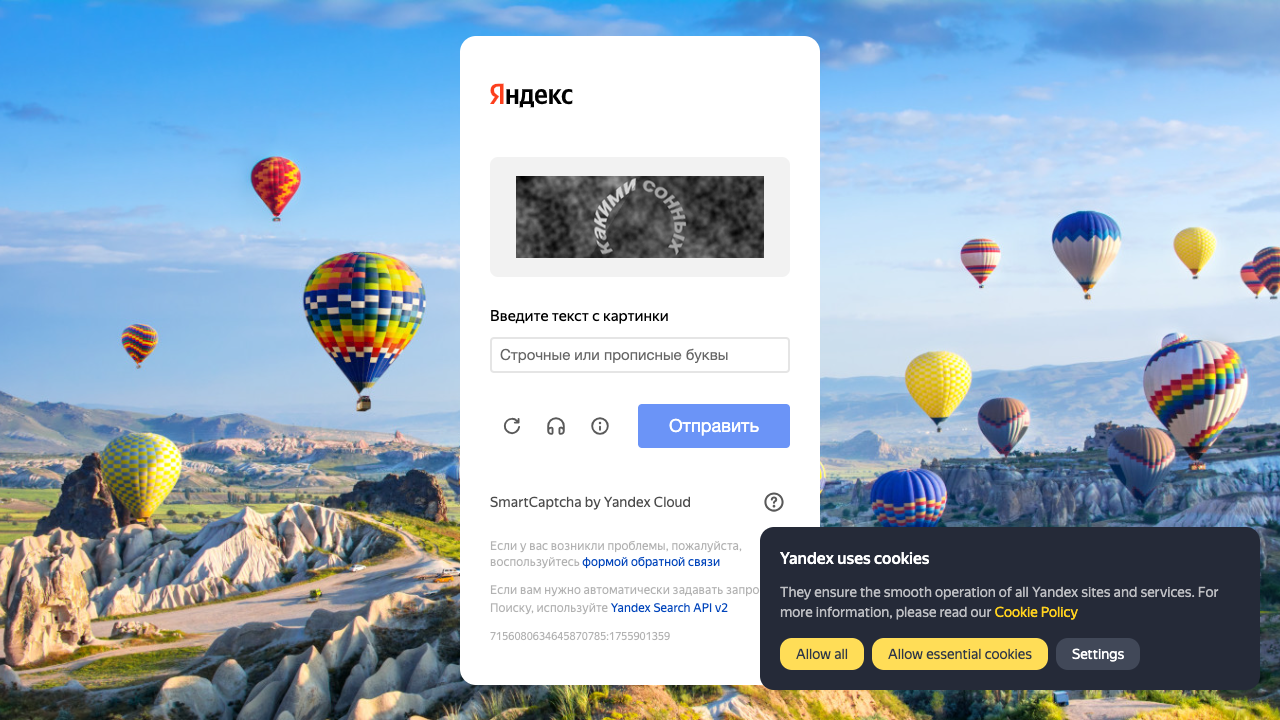 Яндекс
какими сонных
Введите текст с картинки
Строчные или прописные буквы
Отправить
SmartCaptcha by Yandex Cloud
Если у вас возникли проблемы, пожалуйста,
воспользуйтесь формой обратной связи
Если вам нужно автоматически задавать запро
Поиску, используйте Yandex Search API v2
7156080634645870785:1755901359
Yandex uses cookies
They ensure the smooth operation of all Yandex sites and services. For
more information, please read our Cookie Policy
Allow all
Allow essential cookies
Settings